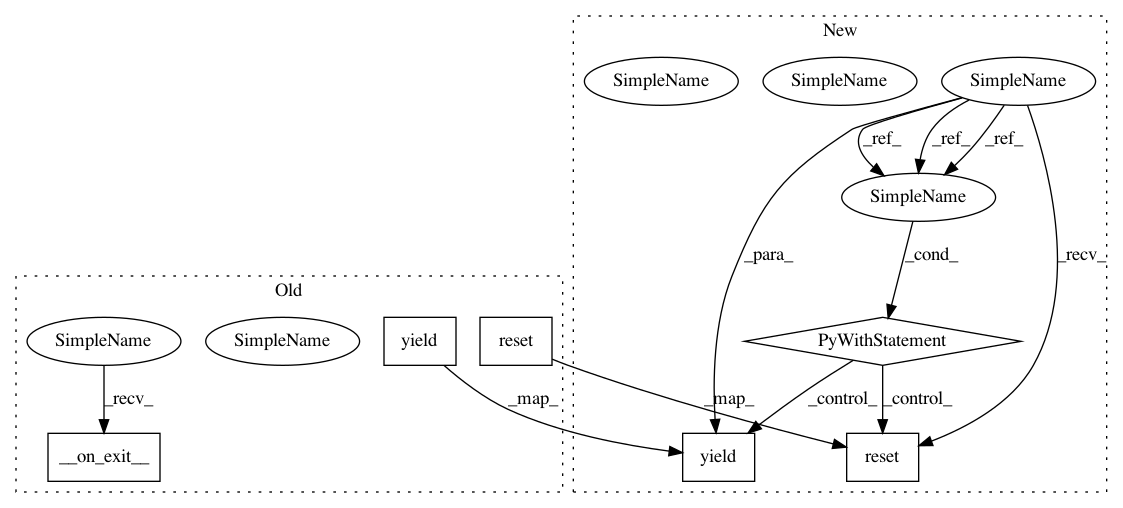 New
SimpleName
SimpleName
SimpleName
_ref_
_ref_
_ref_
SimpleName
_para_
_cond_
_recv_
Old
SimpleName
SimpleName
yield
reset
PyWithStatement
_recv_
_map_
_map_
_control_
_control_
__on_exit__
yield
reset